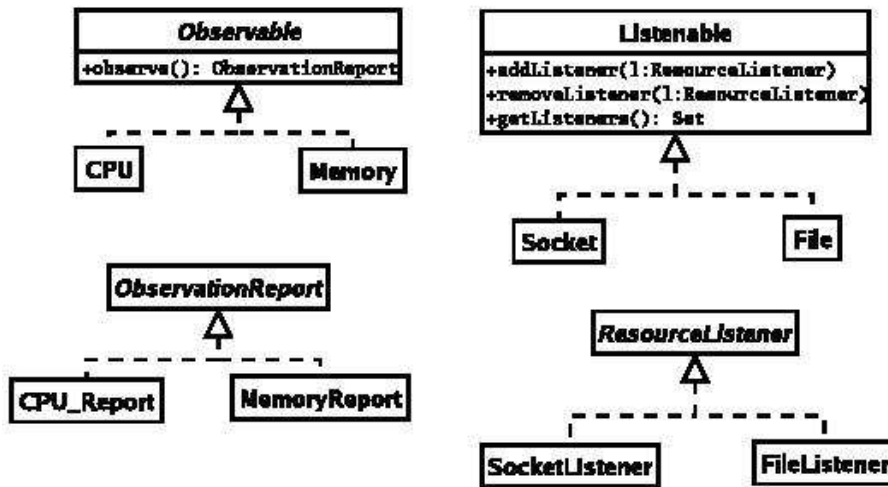 Observable
+observe(): ObservationReport
CPU
Memory
Listenable
+addListener(l:ResourceListener)
+removeListener(l:ResourceListener)
+getListeners(): Set
Socket
File
ObservationReport
CPU_Report
MemoryReport
ResourceListener
SocketListener
FileListener